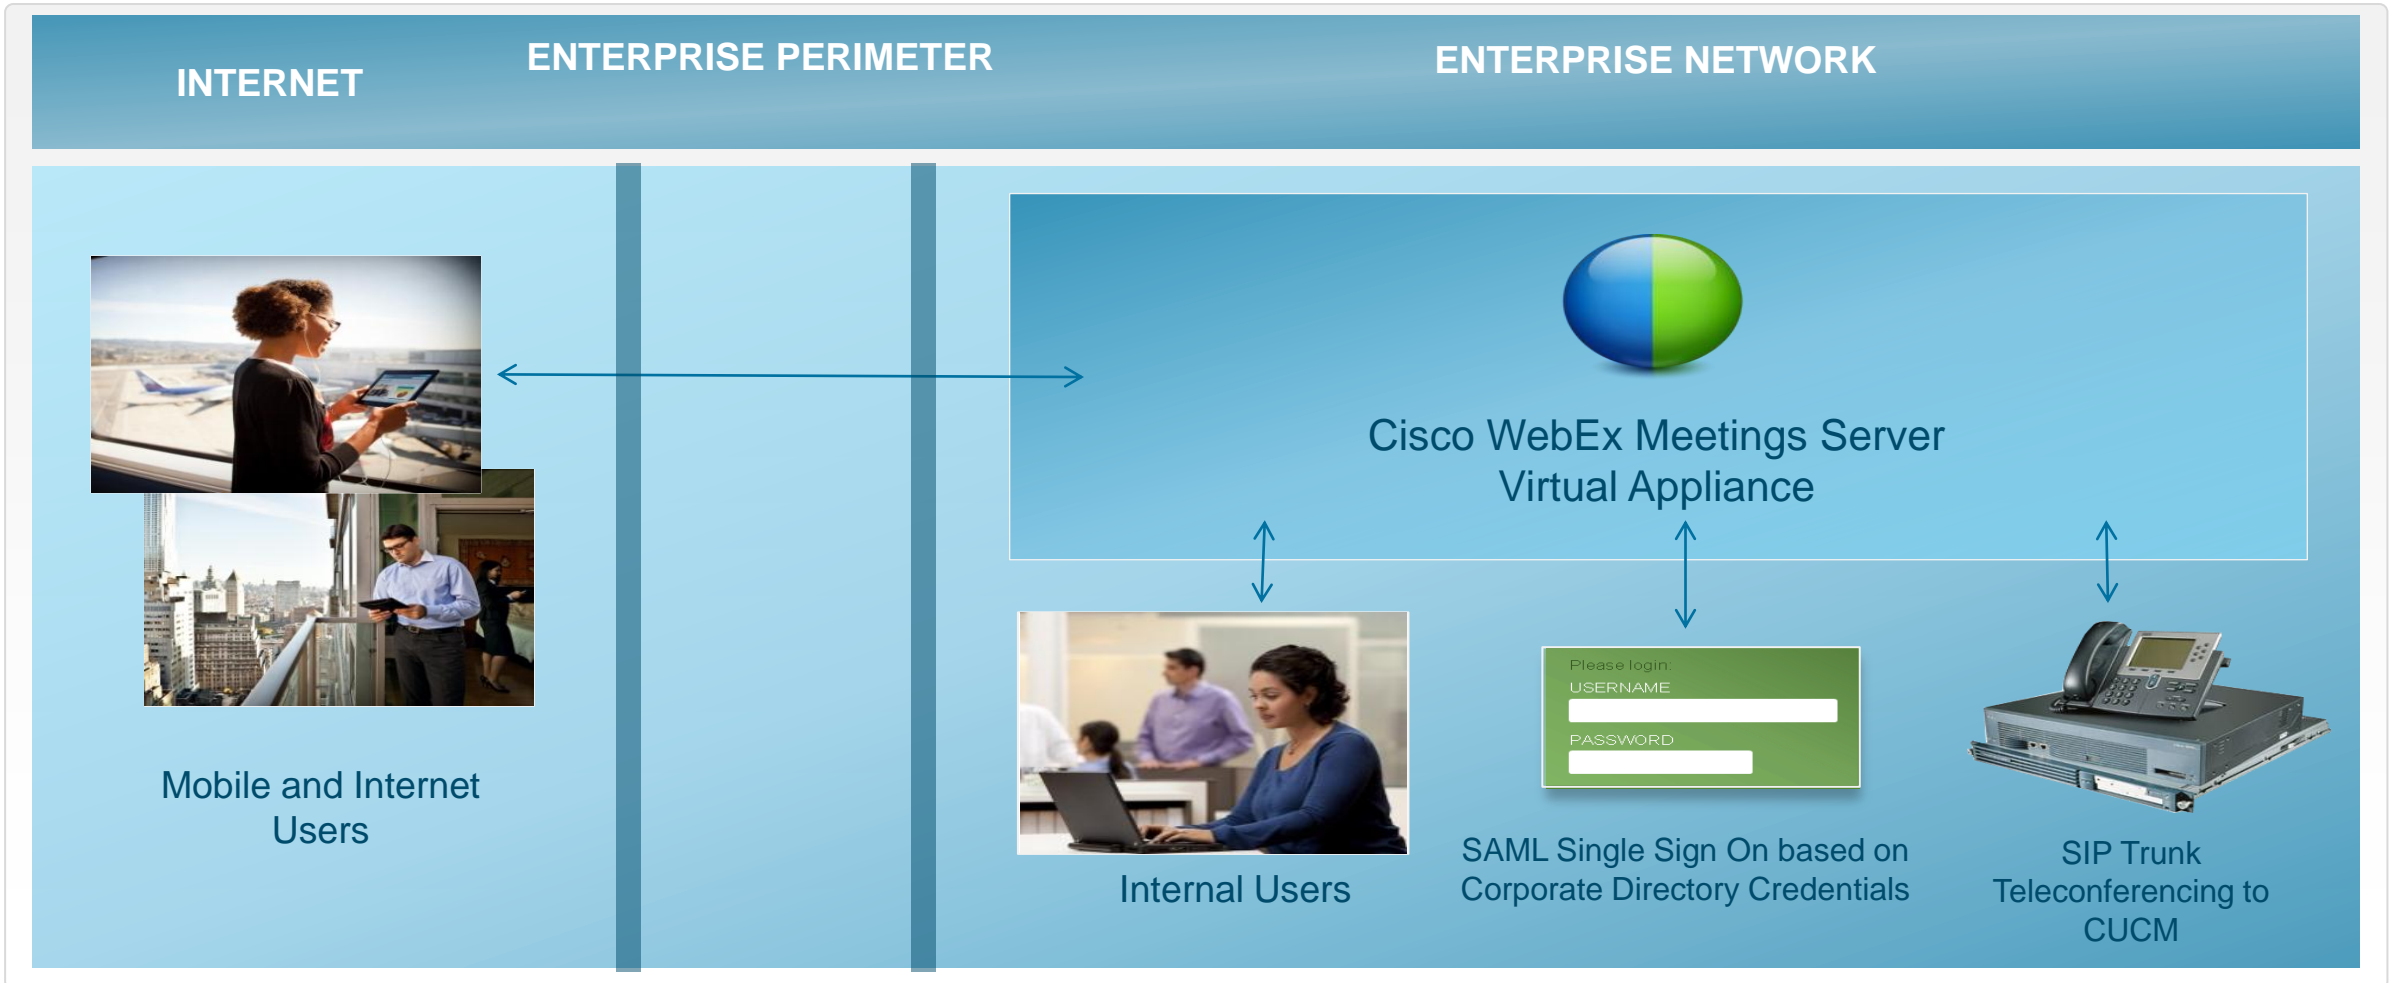 INTERNET
ENTERPRISE PERIMETER
ENTERPRISE NETWORK
Cisco WebEx Meetings Server
Virtual Appliance
Mobile and Internet
Users
Internal Users
Please login:
USERNAME
PASSWORD
SAML Single Sign On based on
Corporate Directory Credentials
SIP Trunk
Teleconferencing to
CUCM